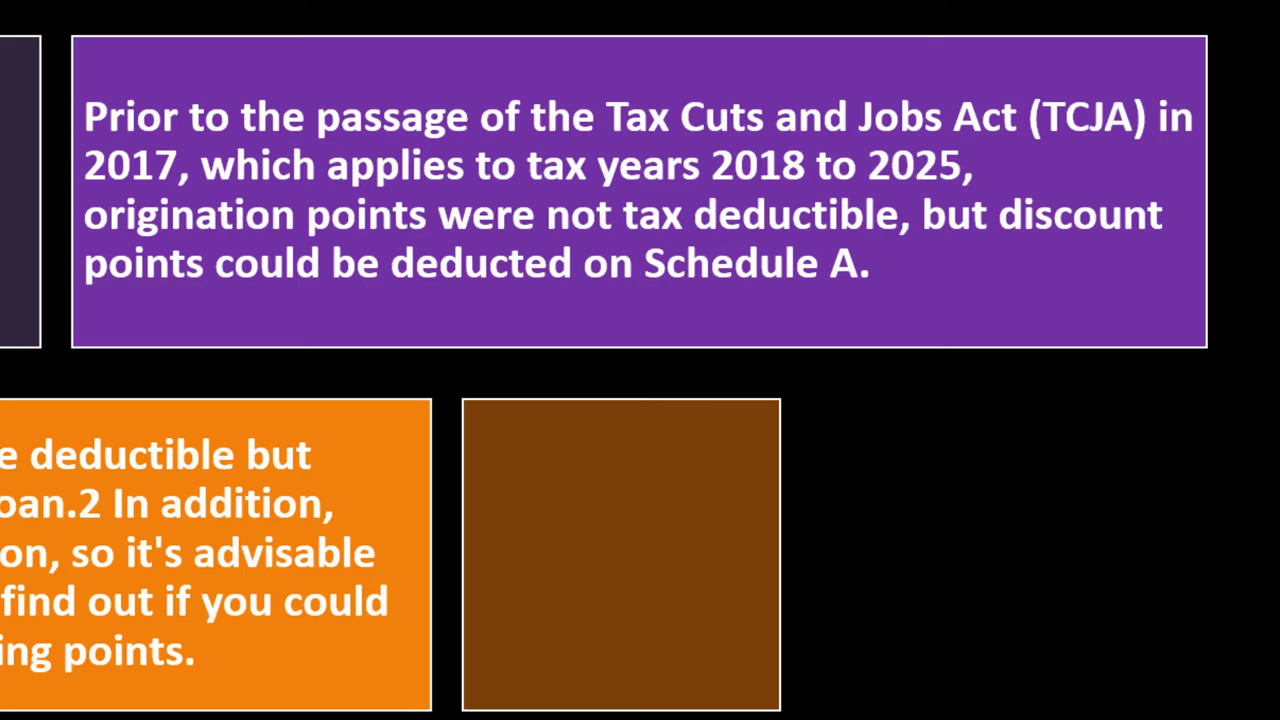 Prior to the passage of the Tax Cuts and Jobs Act (TCJA) in
2017, which applies to tax years 2018 to 2025,
origination points were not tax deductible, but discount
points could be deducted on Schedule A.
e deductible but
oan.2 In addition,
on, so it's advisable
find out if you could
ing points.